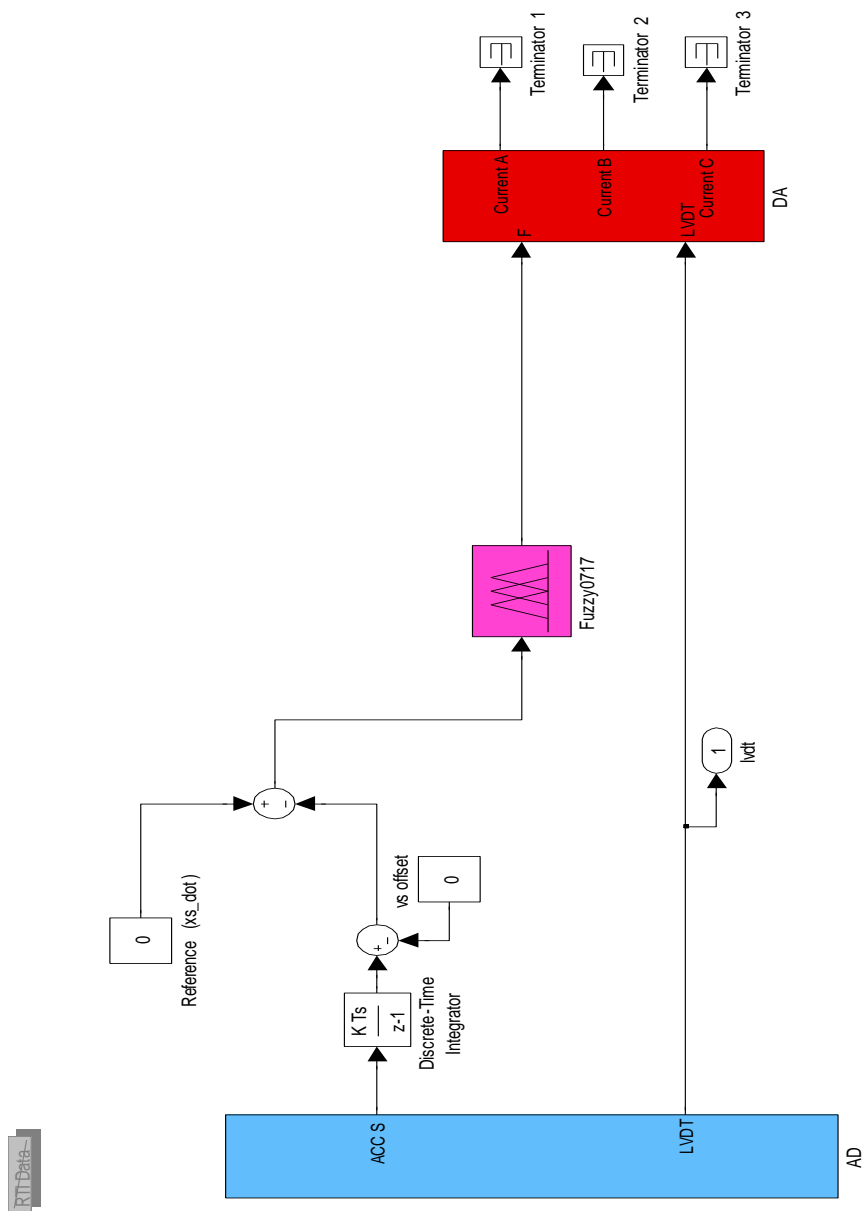 RTI Data
AD
ACC S
LVDT
K Ts
z-1
Discrete-Time
Integrator
Reference (xs_dot)
0
vs offset
0
+
-
+
-
1
lvdt
Fuzzy0717
F
LVDT
Current A
Current B
Current C
DA
Terminator 1
Terminator 2
Terminator 3